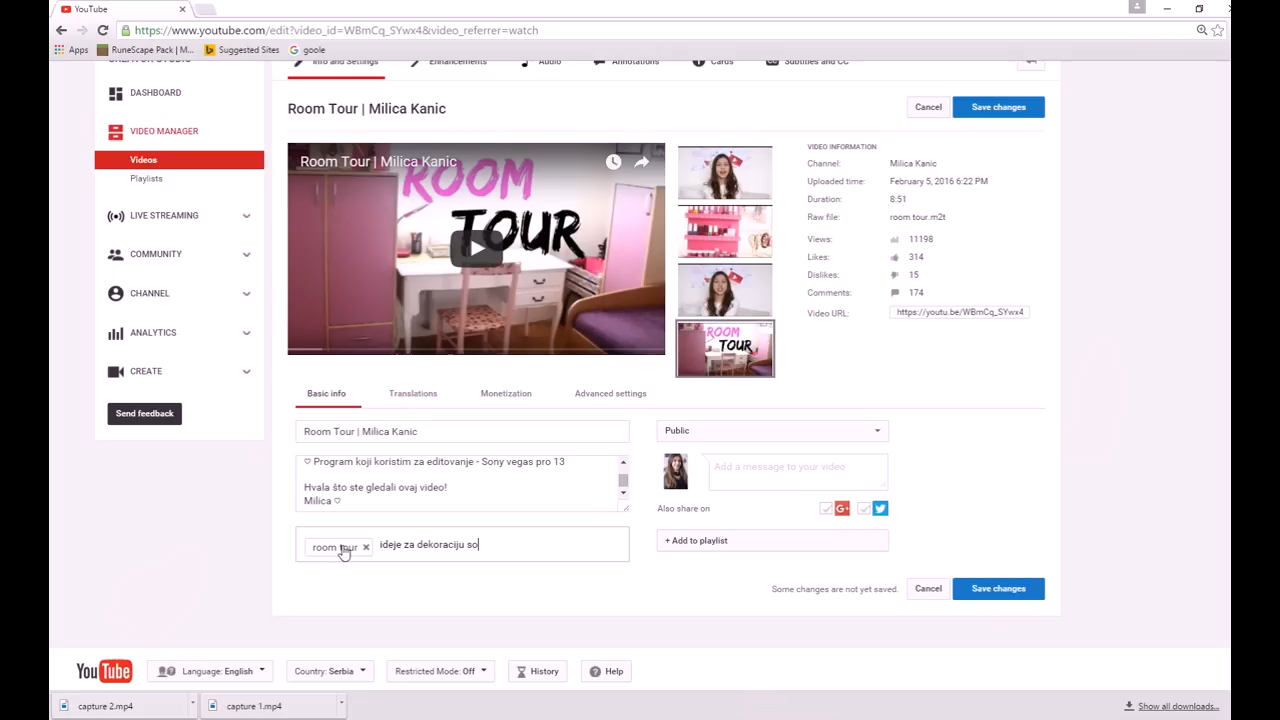 YouTube
https://www.youtube.com/edit?video_id=WBmCq_SYwx4&video_referrer=watch
Apps
RuneScape Pack | M...
Suggested Sites
goole
CREATOR STUDIO
Info and Settings
Enhancements
Audio
Annotations
Cards
Subtitles and CC
DASHBOARD
VIDEO MANAGER
Videos
Playlists
LIVE STREAMING
COMMUNITY
CHANNEL
ANALYTICS
CREATE
Send feedback
Room Tour | Milica Kanic
Cancel
Save changes
Room Tour | Milica Kanic
ROOM
TOUR
ROOM
TOUR
VIDEO INFORMATION
Channel: Milica Kanic
Uploaded time: February 5, 2016 6:22 PM
Duration: 8:51
Raw file: room tour.m2t
Views: 11198
Likes: 314
Dislikes: 15
Comments: 174
Video URL: https://youtu.be/WBmCq_SYwx4
Basic info
Translations
Monetization
Advanced settings
Room Tour | Milica Kanic
♡ Program koji koristim za editovanje - Sony vegas pro 13
Hvala što ste gledali ovaj video!
Milica ♡
room tour × ideje za dekoraciju so
Public
Add a message to your video
Also share on
G+
+ Add to playlist
Some changes are not yet saved.
Cancel
Save changes
YouTube
Language: English
Country: Serbia
Restricted Mode: Off
History
Help
capture 2.mp4
capture 1.mp4
Show all downloads...